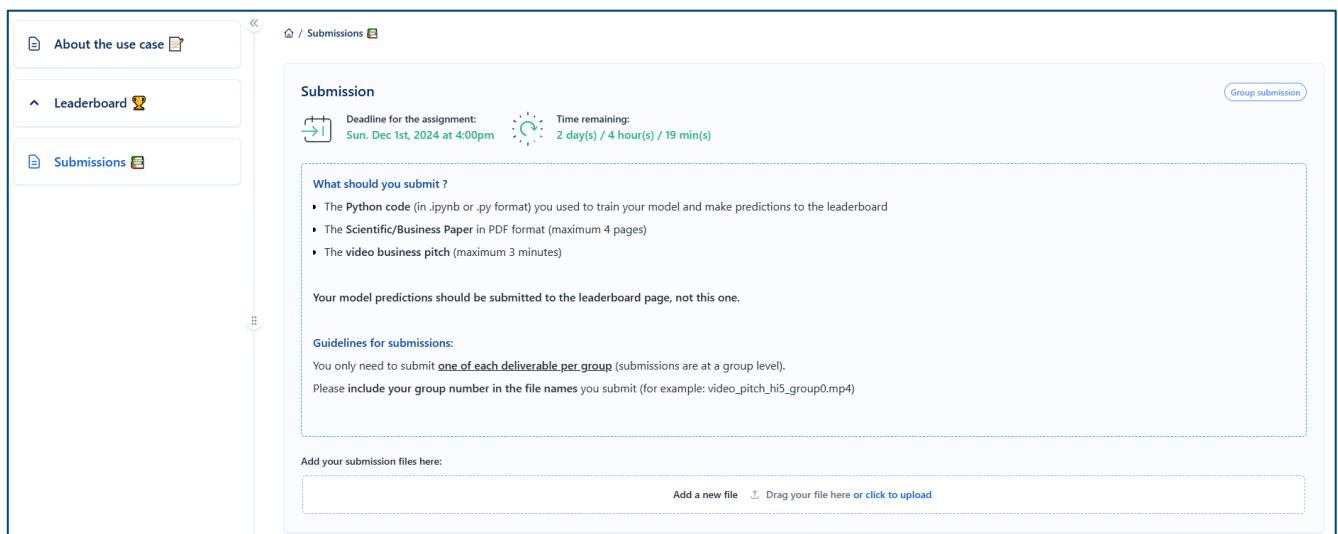 About the use case 📝
Leaderboard 🏆
Submissions 📚
/ Submissions 📚
Submission
Group submission
Deadline for the assignment:
Sun. Dec 1st, 2024 at 4:00pm
Time remaining:
2 day(s) / 4 hour(s) / 19 min(s)
What should you submit ?
The Python code (in .ipynb or .py format) you used to train your model and make predictions to the leaderboard
The Scientific/Business Paper in PDF format (maximum 4 pages)
The video business pitch (maximum 3 minutes)
Your model predictions should be submitted to the leaderboard page, not this one.
Guidelines for submissions:
You only need to submit one of each deliverable per group (submissions are at a group level).
Please include your group number in the file names you submit (for example: video_pitch_hi5_group0.mp4)
Add your submission files here:
Add a new file Drag your file here or click to upload